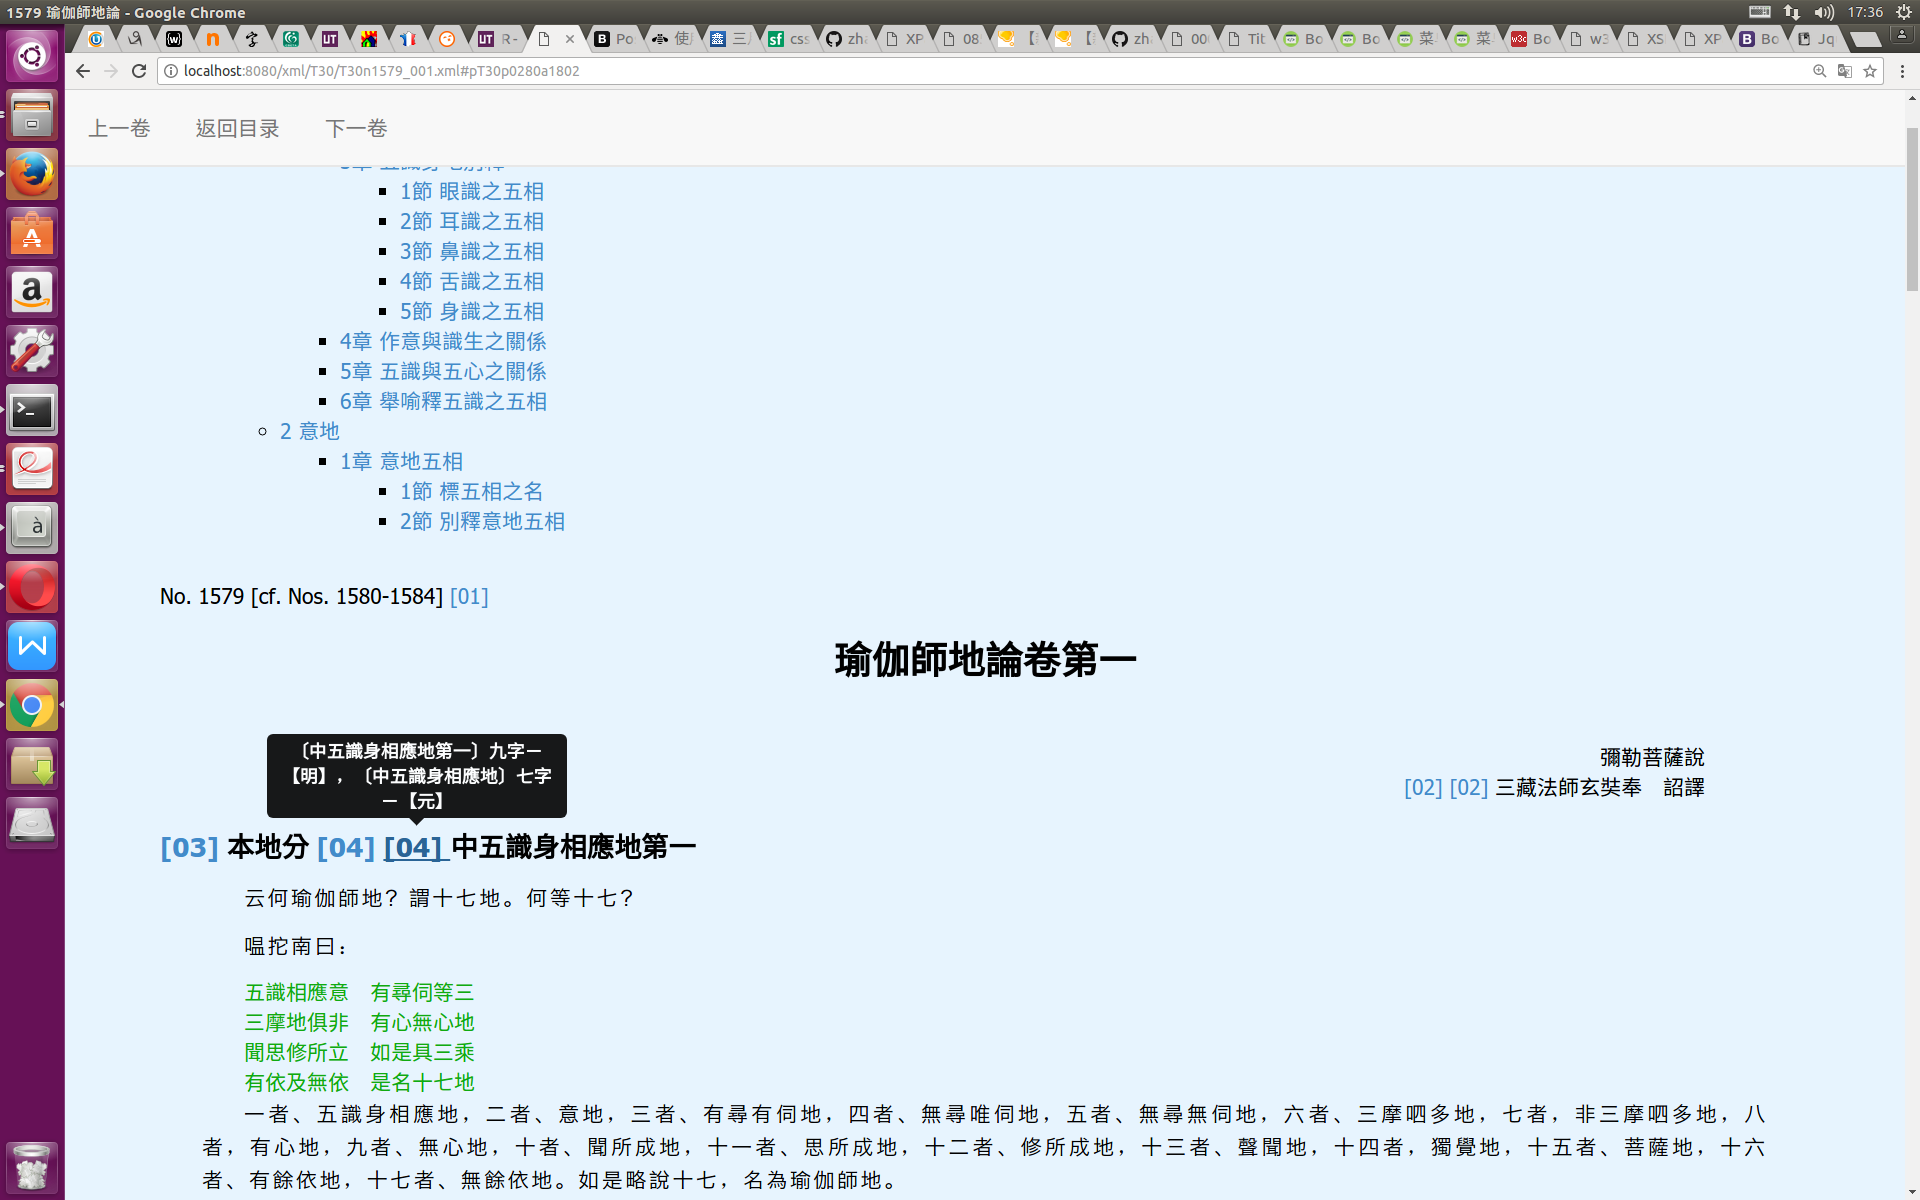 1579 瑜伽師地論 - Google Chrome
17:36
R -
Po
使
三
css
zh
XP
08
【
【
zh
00
Tit
Bo
Bo
菜
菜
Bo
w3
XS
XP
Bo
Jq
localhost:8080/xml/T30/T30n1579_001.xml#pT30p0280a1802
上一卷 返回目录 下一卷
1節 眼識之五相
2節 耳識之五相
3節 鼻識之五相
4節 舌識之五相
5節 身識之五相
4章 作意與識生之關係
5章 五識與五心之關係
6章 舉喻釋五識之五相
2 意地
1章 意地五相
1節 標五相之名
2節 別釋意地五相
No. 1579 [cf. Nos. 1580-1584] [01]
瑜伽師地論卷第一
彌勒菩薩說
[02] [02] 三藏法師玄奘奉　詔譯
〔中五識身相應地第一〕九字－
【明】，〔中五識身相應地〕七字
－【元】
[03] 本地分 [04] [04] 中五識身相應地第一
云何瑜伽師地？謂十七地。何等十七？
嗢拕南曰：
五識相應意　有尋伺等三
三摩地俱非　有心無心地
聞思修所立　如是具三乘
有依及無依　是名十七地
一者、五識身相應地，二者、意地，三者、有尋有伺地，四者、無尋唯伺地，五者、無尋無伺地，六者、三摩呬多地，七者，非三摩呬多地，八
者，有心地，九者、無心地，十者、聞所成地，十一者、思所成地，十二者、修所成地，十三者、聲聞地，十四者，獨覺地，十五者、菩薩地，十六
者、有餘依地，十七者、無餘依地。如是略說十七，名為瑜伽師地。